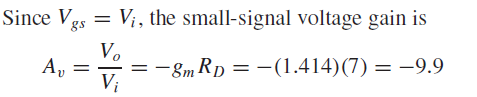 Since V_gs = V_i, the small-signal voltage gain is
A_v = V_o / V_i = −g_m R_D = −(1.414)(7) = −9.9